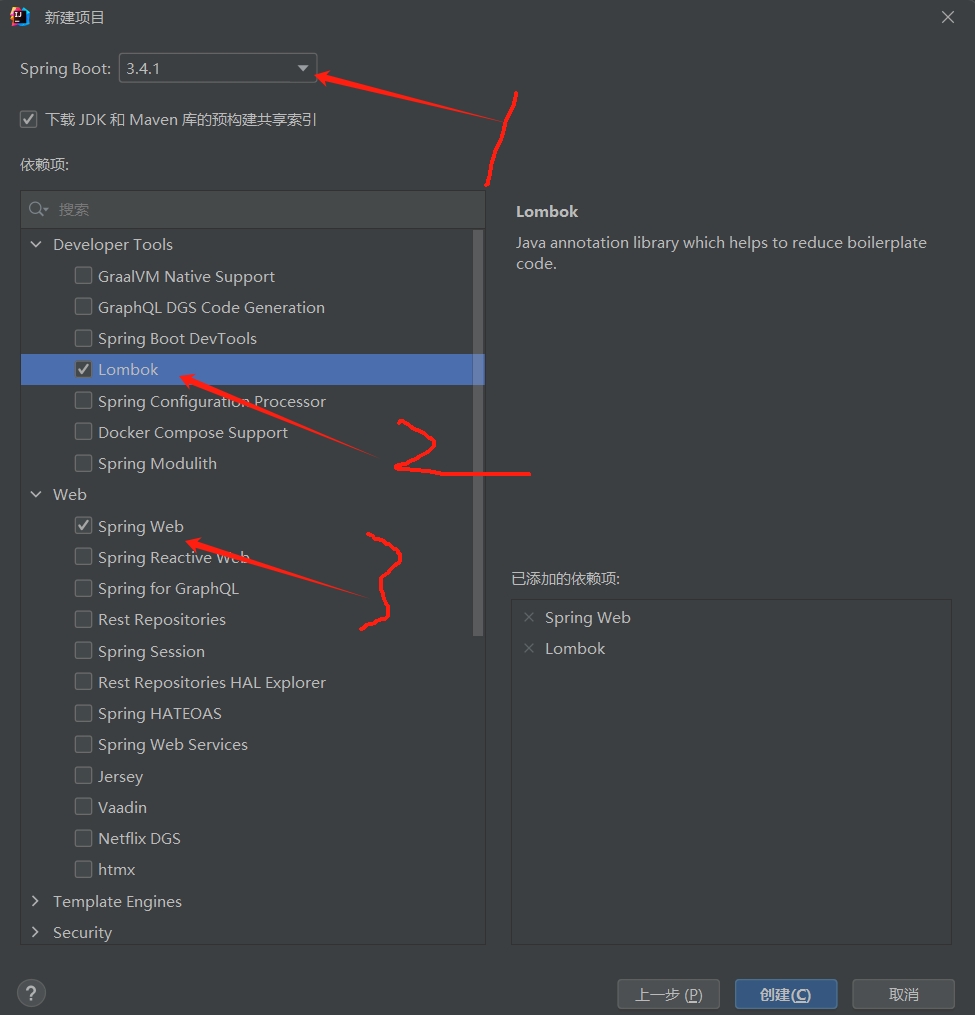 新建项目
Spring Boot: 3.4.1
下载 JDK 和 Maven 库的预构建共享索引
依赖项:
搜索
Developer Tools
GraalVM Native Support
GraphQL DGS Code Generation
Spring Boot DevTools
Lombok
Spring Configuration Processor
Docker Compose Support
Spring Modulith
Web
Spring Web
Spring Reactive Web
Spring for GraphQL
Rest Repositories
Spring Session
Rest Repositories HAL Explorer
Spring HATEOAS
Spring Web Services
Jersey
Vaadin
Netflix DGS
htmx
Template Engines
Security
1
2
3
Lombok
Java annotation library which helps to reduce boilerplate
code.
已添加的依赖项:
Spring Web
Lombok
?
上一步 (P)
创建(C)
取消